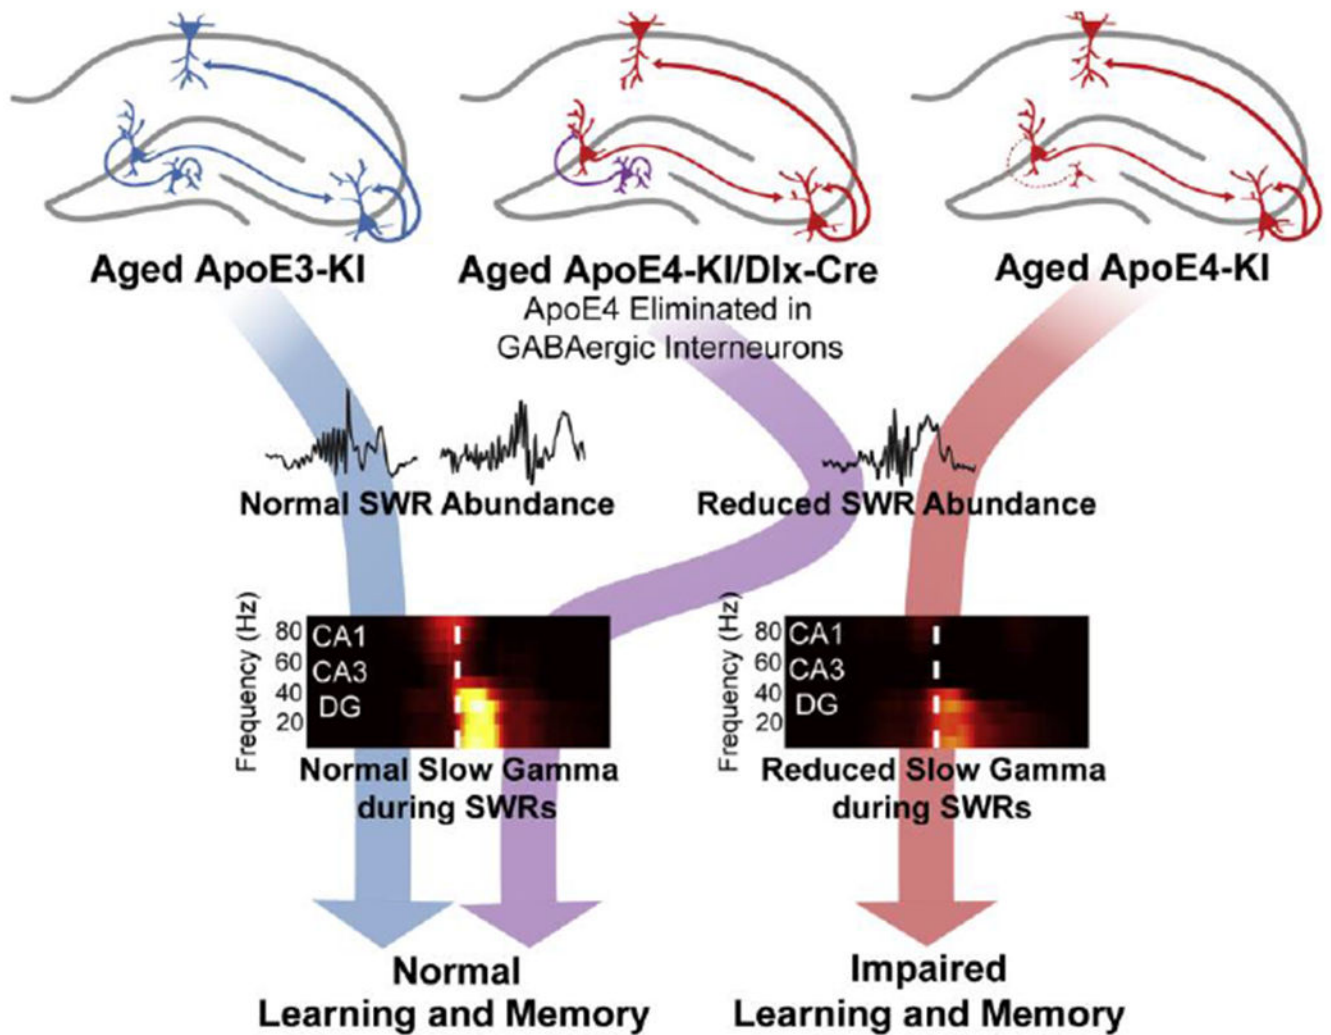 Aged ApoE3-KI
Aged ApoE4-KI/Dlx-Cre
ApoE4 Eliminated in
GABAergic Interneurons
Aged ApoE4-KI
Normal SWR Abundance
Reduced SWR Abundance
Frequency (Hz)
80
60
40
20
CA1
CA3
DG
Normal Slow Gamma
during SWRs
Frequency (Hz)
80
60
40
20
CA1
CA3
DG
Reduced Slow Gamma
during SWRs
Normal
Learning and Memory
Impaired
Learning and Memory